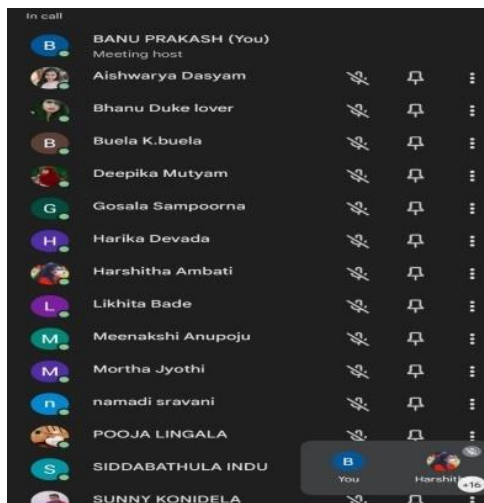 In call
B
BANU PRAKASH (You)
Meeting host
Aishwarya Dasyam
Bhanu Duke lover
B
Buela K.buela
Deepika Mutyam
G
Gosala Sampoorna
H
Harika Devada
Harshitha Ambati
L
Likhita Bade
M
Meenakshi Anupoju
M
Mortha Jyothi
n
namadi sravani
POOJA LINGALA
S
SIDDABATHULA INDU
SUNNY KONIDELA
B
You
Harshit
+16